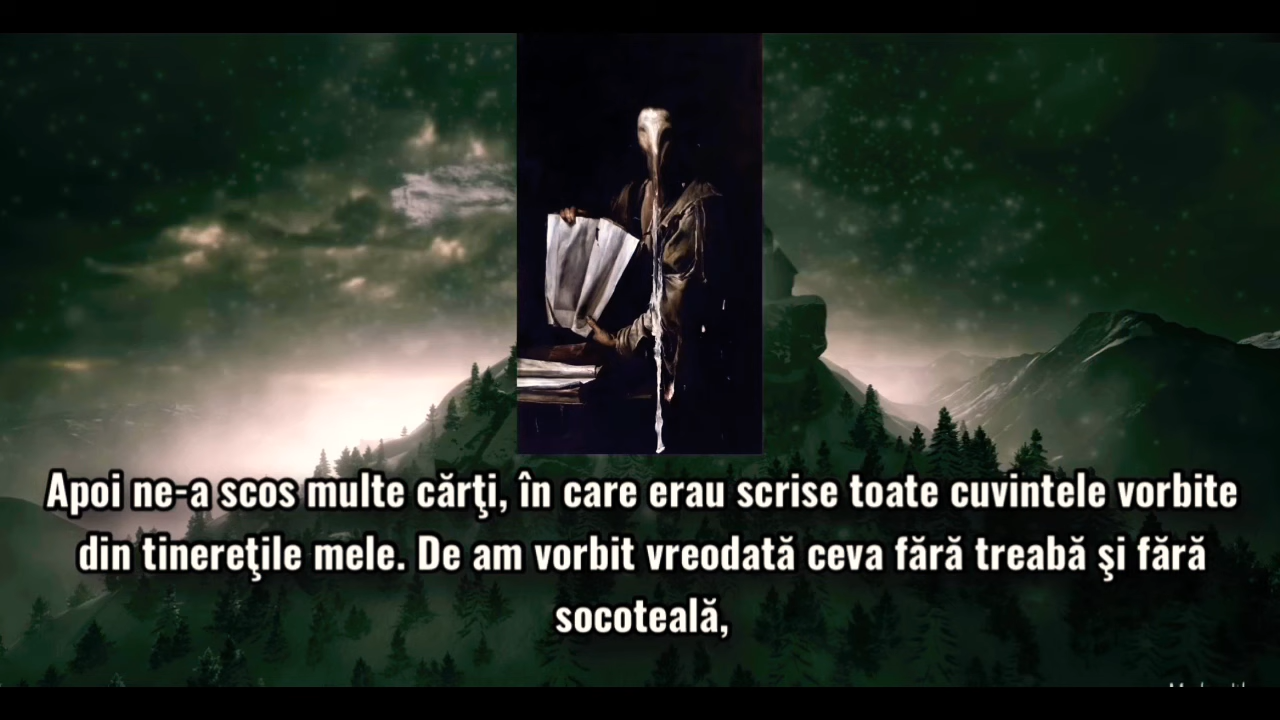 Apoi ne-a scos multe cărţi, în care erau scrise toate cuvintele vorbite
din tinereţile mele. De am vorbit vreodată ceva fără treabă şi fără
socoteală,